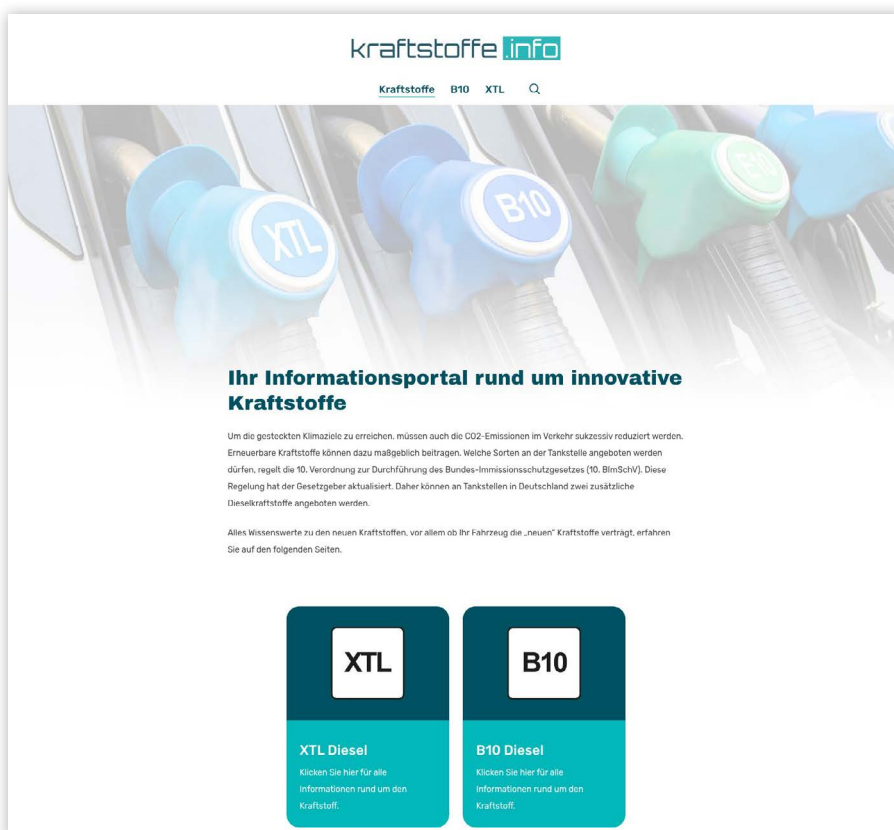 kraftstoffe .info
Kraftstoffe B10 XTL
XTL B10 E10
Ihr Informationsportal rund um innovative
Kraftstoffe
Um die gesteckten Klimaziele zu erreichen, müssen auch die CO2-Emissionen im Verkehr sukzessiv reduziert werden.
Erneuerbare Kraftstoffe können dazu maßgeblich beitragen. Welche Sorten an der Tankstelle angeboten werden
dürfen, regelt die 10. Verordnung zur Durchführung des Bundes-Immissionsschutzgesetzes (10. BImSchV). Diese
Regelung hat der Gesetzgeber aktualisiert. Daher können an Tankstellen in Deutschland zwei zusätzliche
Dieselkraftstoffe angeboten werden.
Alles Wissenswerte zu den neuen Kraftstoffen, vor allem ob Ihr Fahrzeug die „neuen“ Kraftstoffe verträgt, erfahren
Sie auf den folgenden Seiten.
XTL
XTL Diesel
Klicken Sie hier für alle
Informationen rund um den
Kraftstoff.
B10
B10 Diesel
Klicken Sie hier für alle
Informationen rund um den
Kraftstoff.